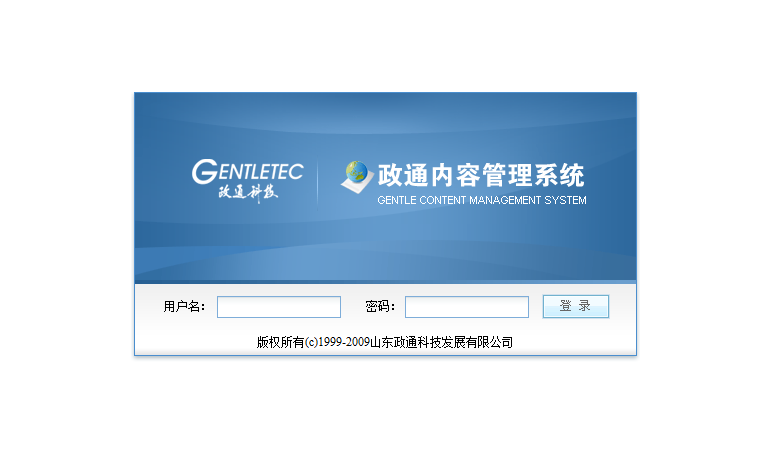 GENTLETEC
政通科技
政通内容管理系统
GENTLE CONTENT MANAGEMENT SYSTEM
用户名： 密码： 登 录
版权所有(c)1999-2009山东政通科技发展有限公司